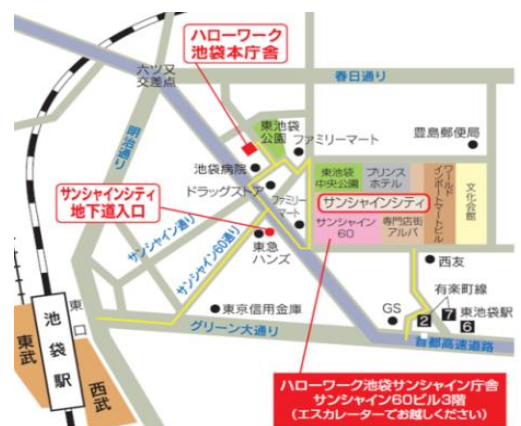 ハローワーク
池袋本庁舎
六ツ又
交差点
春日通り
明治通り
東池袋
公園
ファミリーマート
豊島郵便局
池袋病院
ドラッグストア
東池袋
中央公園
プリンス
ホテル
ワールド
インポートマートビル
文化会館
サンシャインシティ
サンシャイン
60
専門店街
アルパ
サンシャインシティ
地下道入口
ファミリー
マート
サンシャイン通り
サンシャイン60通り
東急
ハンズ
西友
有楽町線
東池袋駅
GS
2
7
6
東京信用金庫
グリーン大通り
首都高速道路
東口
池袋駅
東武
西武
ハローワーク池袋サンシャイン庁舎
サンシャイン60ビル3階
(エスカレーターでお越しください)